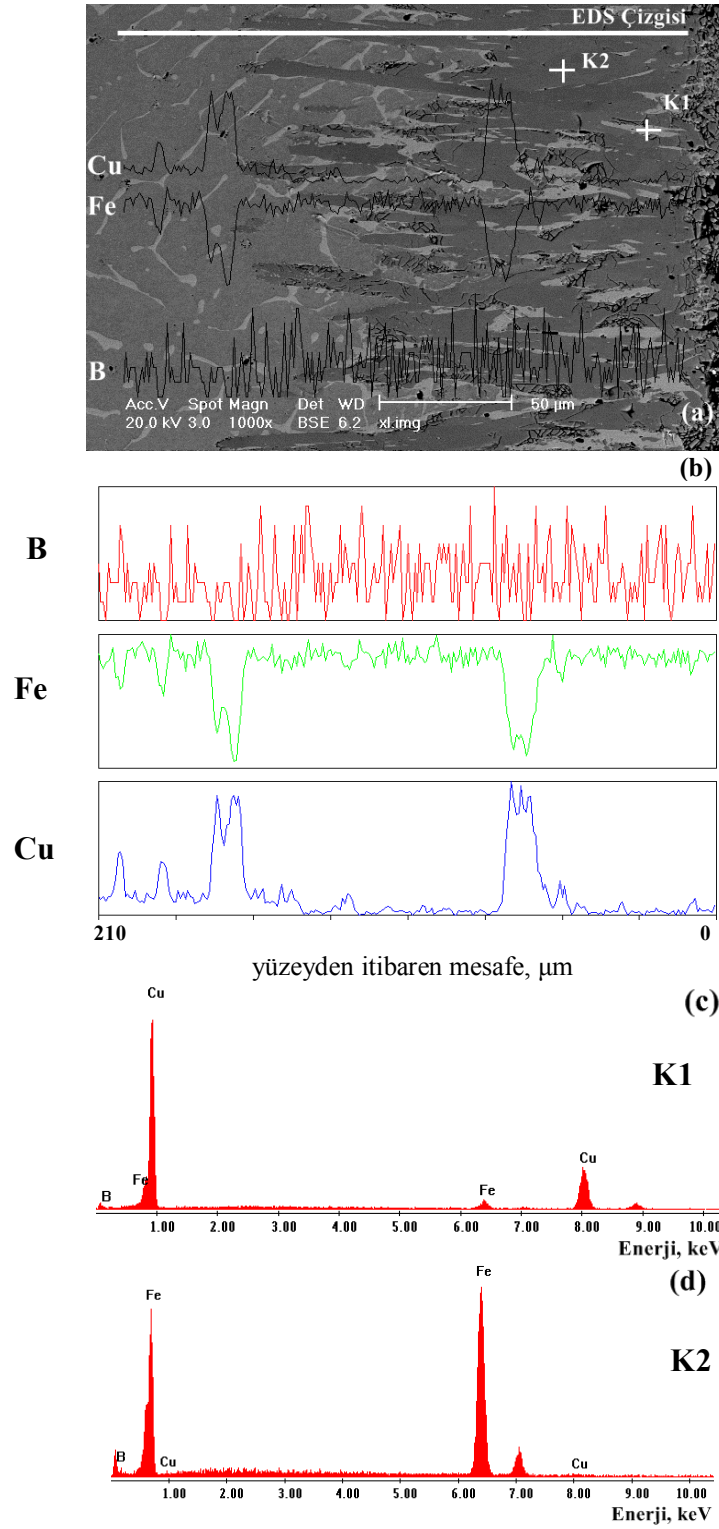 EDS Çizgisi
K2
K1
Cu
Fe
B
Acc.V Spot Magn Det WD 50 µm
20.0 kV 3.0 1000x BSE 6.2 xl.img
(a)
(b)
B
Fe
Cu
210 0
yüzeyden itibaren mesafe, µm
(c)
Cu
K1
B Fe Fe Cu
1.00 2.00 3.00 4.00 5.00 6.00 7.00 8.00 9.00 10.00
Enerji, keV
(d)
Fe Fe
K2
B Cu Cu
1.00 2.00 3.00 4.00 5.00 6.00 7.00 8.00 9.00 10.00
Enerji, keV